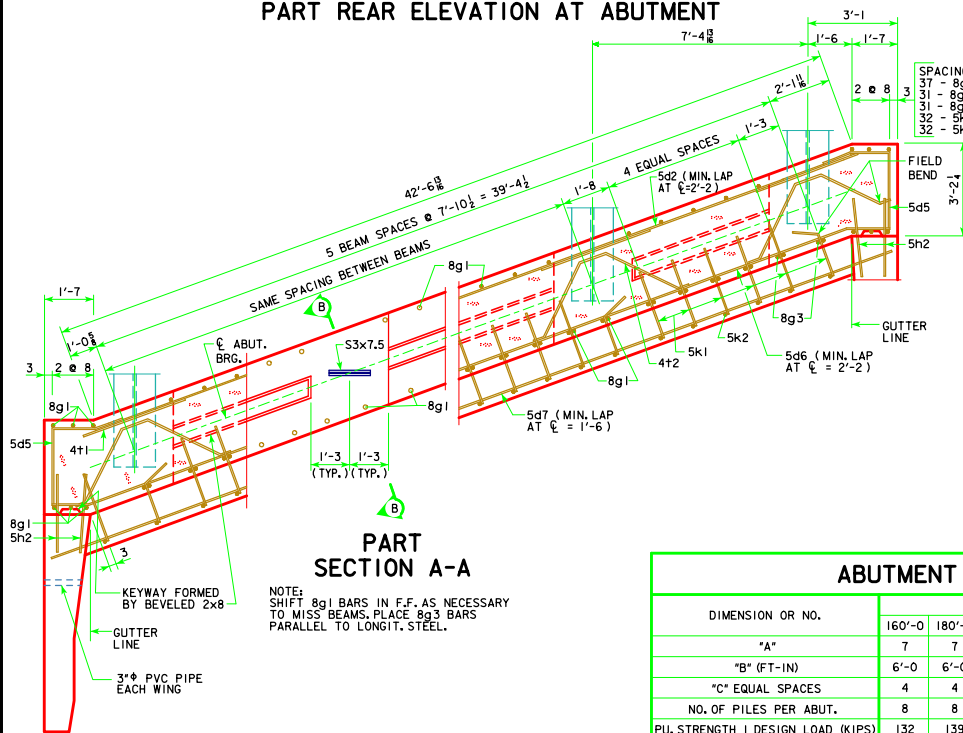 PART REAR ELEVATION AT ABUTMENT
3'-1
7'-4 13/16
1'-6
1'-7
2 @ 8
3
SPACING
37 - 8g
31 - 8g
31 - 8g
32 - 5k
32 - 5k
2'-1 11/16
1'-3
4 EQUAL SPACES
42'-6 13/16
5 BEAM SPACES @ 7'-10 1/2 = 39'-4 1/2
1'-8
5d2 (MIN. LAP
AT ℄=2'-2)
FIELD
BEND
3'-2 1/4
5d5
5h2
SAME SPACING BETWEEN BEAMS
8g1
1'-7
B
1'-0 5/8
℄ ABUT.
BRG.
S3x7.5
8g3
GUTTER
LINE
5k2
5k1
4t2
5d6 (MIN. LAP
AT ℄ = 2'-2)
3
2 @ 8
8g1
8g1
8g1
5d7 (MIN. LAP
AT ℄ = 1'-6)
5d5
4t1
1'-3
1'-3
(TYP.)
(TYP.)
B
8g1
5h2
3
PART
SECTION A-A
KEYWAY FORMED
BY BEVELED 2x8
NOTE:
SHIFT 8g1 BARS IN F.F. AS NECESSARY
TO MISS BEAMS. PLACE 8g3 BARS
PARALLEL TO LONGIT. STEEL.
GUTTER
LINE
3"Φ PVC PIPE
EACH WING
ABUTMENT
DIMENSION OR NO.
160'-0 180'-
"A" 7 7
"B" (FT-IN) 6'-0 6'-
"C" EQUAL SPACES 4 4
NO. OF PILES PER ABUT. 8 8
PU, STRENGTH I DESIGN LOAD (KIPS) 132 139